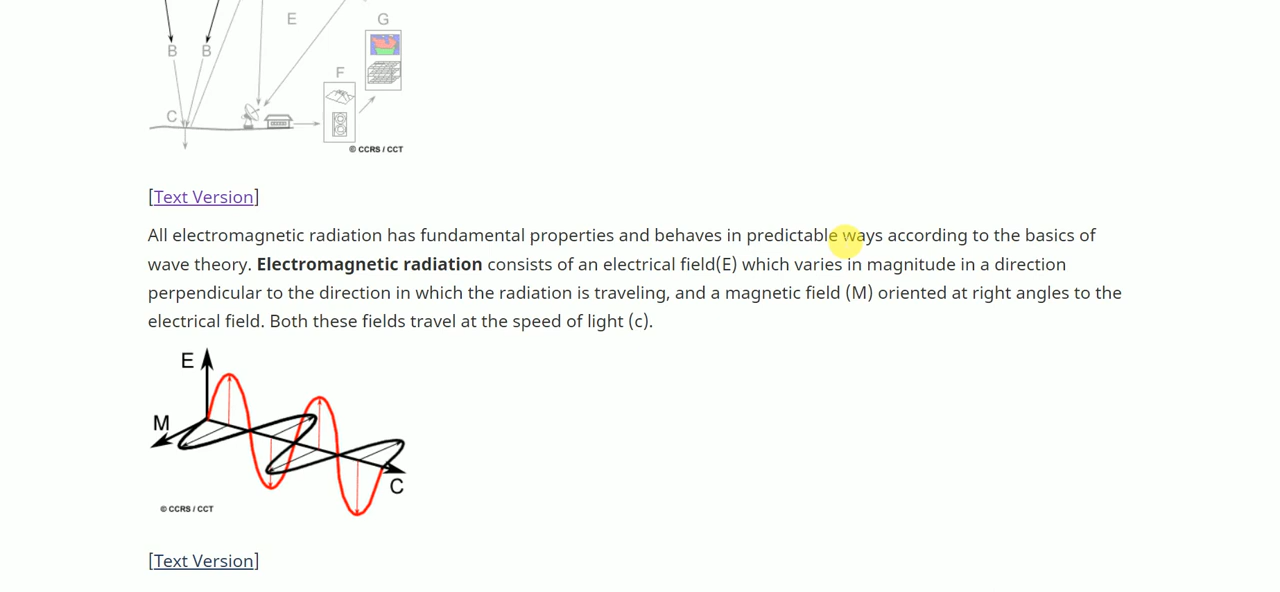 E
G
B
B
F
C
© CCRS / CCT
[Text Version]
All electromagnetic radiation has fundamental properties and behaves in predictable ways according to the basics of
wave theory. Electromagnetic radiation consists of an electrical field(E) which varies in magnitude in a direction
perpendicular to the direction in which the radiation is traveling, and a magnetic field (M) oriented at right angles to the
electrical field. Both these fields travel at the speed of light (c).
E
M
C
© CCRS / CCT
[Text Version]